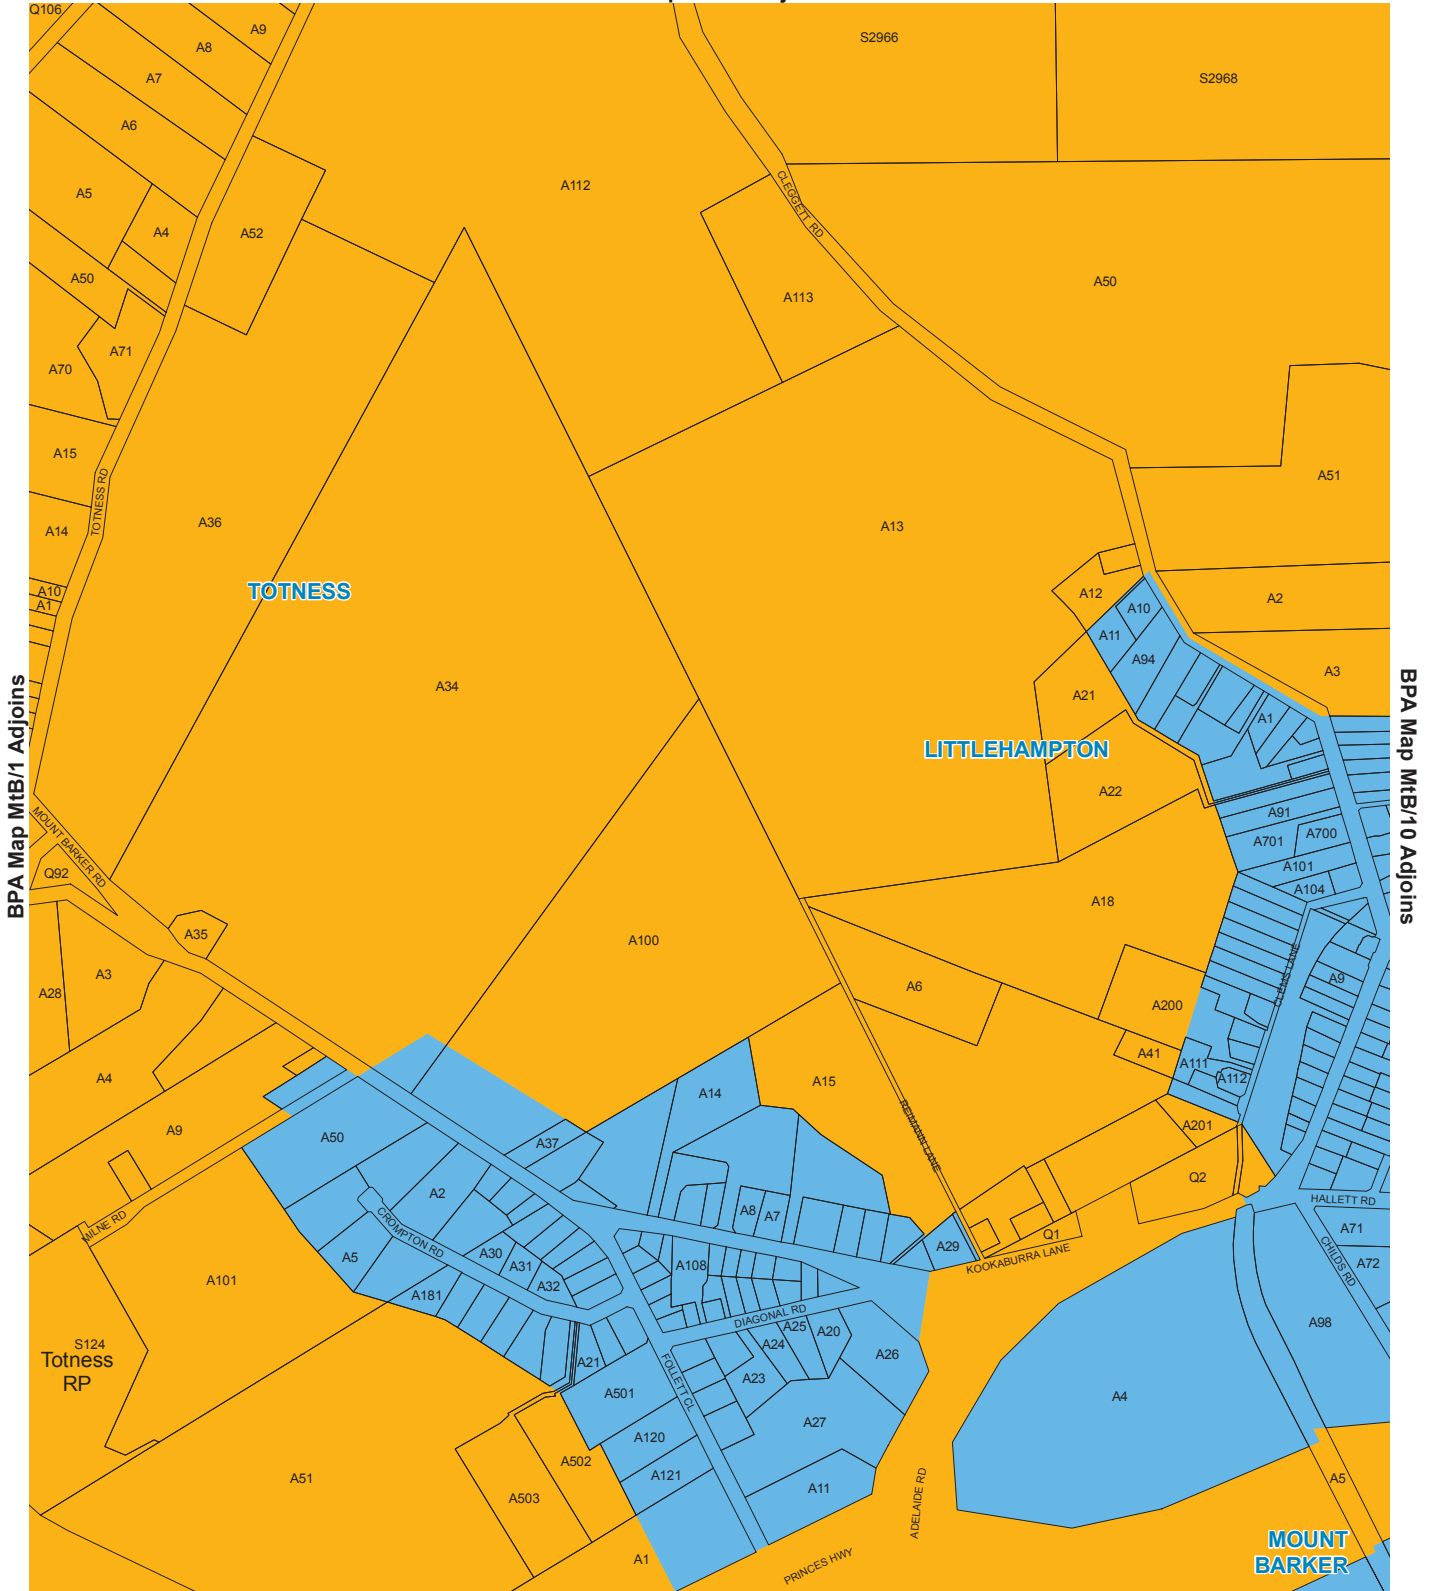 Q106
A9
A8
S2966
A7
S2968
A6
A112
A5
CLEGGETT RD
A4
A52
A50
A50
A113
A71
A70
A15
A51
TOTNESS RD
A36
A13
A14
A10
TOTNESS
A12
A2
A1
A10
A11
A94
A3
A34
A21
A1
BPA Map MtB/1 Adjoins
BPA Map MtB/10 Adjoins
LITTLEHAMPTON
A22
MOUNT BARKER RD
A91
A700
A701
Q92
A101
A104
A18
A35
A100
A3
CLEMS LANE
A9
A28
A6
A200
A41
A111
A4
A112
A15
A14
REIMANN LANE
A201
A9
A50
A37
Q2
A2
HALLETT RD
MILNE RD
A8
A7
A71
CROMPTON RD
Q1
A30
A29
KOOKABURRA LANE
CHILDS RD
A5
A31
A108
A72
A101
A32
A181
DIAGONAL RD
A98
A25
A20
S124
A24
Totness
RP
A21
A26
A23
FOLLETT CL
A501
A4
A27
A120
A502
A121
A51
A5
A503
A11
ADELAIDE RD
MOUNT
BARKER
A1
PRINCES HWY